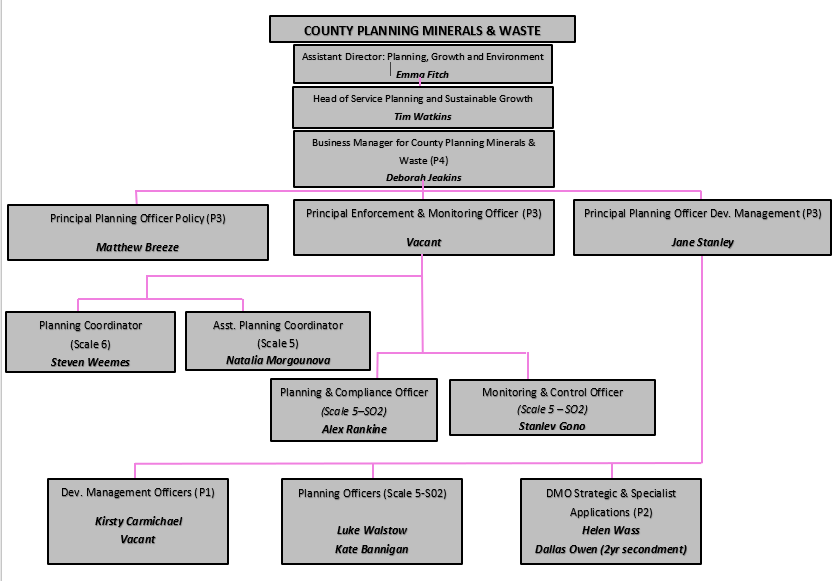 COUNTY PLANNING MINERALS & WASTE
Assistant Director: Planning, Growth and Environment
Emma Fitch
Head of Service Planning and Sustainable Growth
Tim Watkins
Business Manager for County Planning Minerals &
Waste (P4)
Deborah Jeakins
Principal Planning Officer Policy (P3)
Matthew Breeze
Principal Enforcement & Monitoring Officer (P3)
Vacant
Principal Planning Officer Dev. Management (P3)
Jane Stanley
Planning Coordinator
(Scale 6)
Steven Weemes
Asst. Planning Coordinator
(Scale 5)
Natalia Morgounova
Planning & Compliance Officer
(Scale 5–SO2)
Alex Rankine
Monitoring & Control Officer
(Scale 5 – SO2)
Stanley Gono
Dev. Management Officers (P1)
Kirsty Carmichael
Vacant
Planning Officers (Scale 5-S02)
Luke Walstow
Kate Bannigan
DMO Strategic & Specialist
Applications (P2)
Helen Wass
Dallas Owen (2yr secondment)